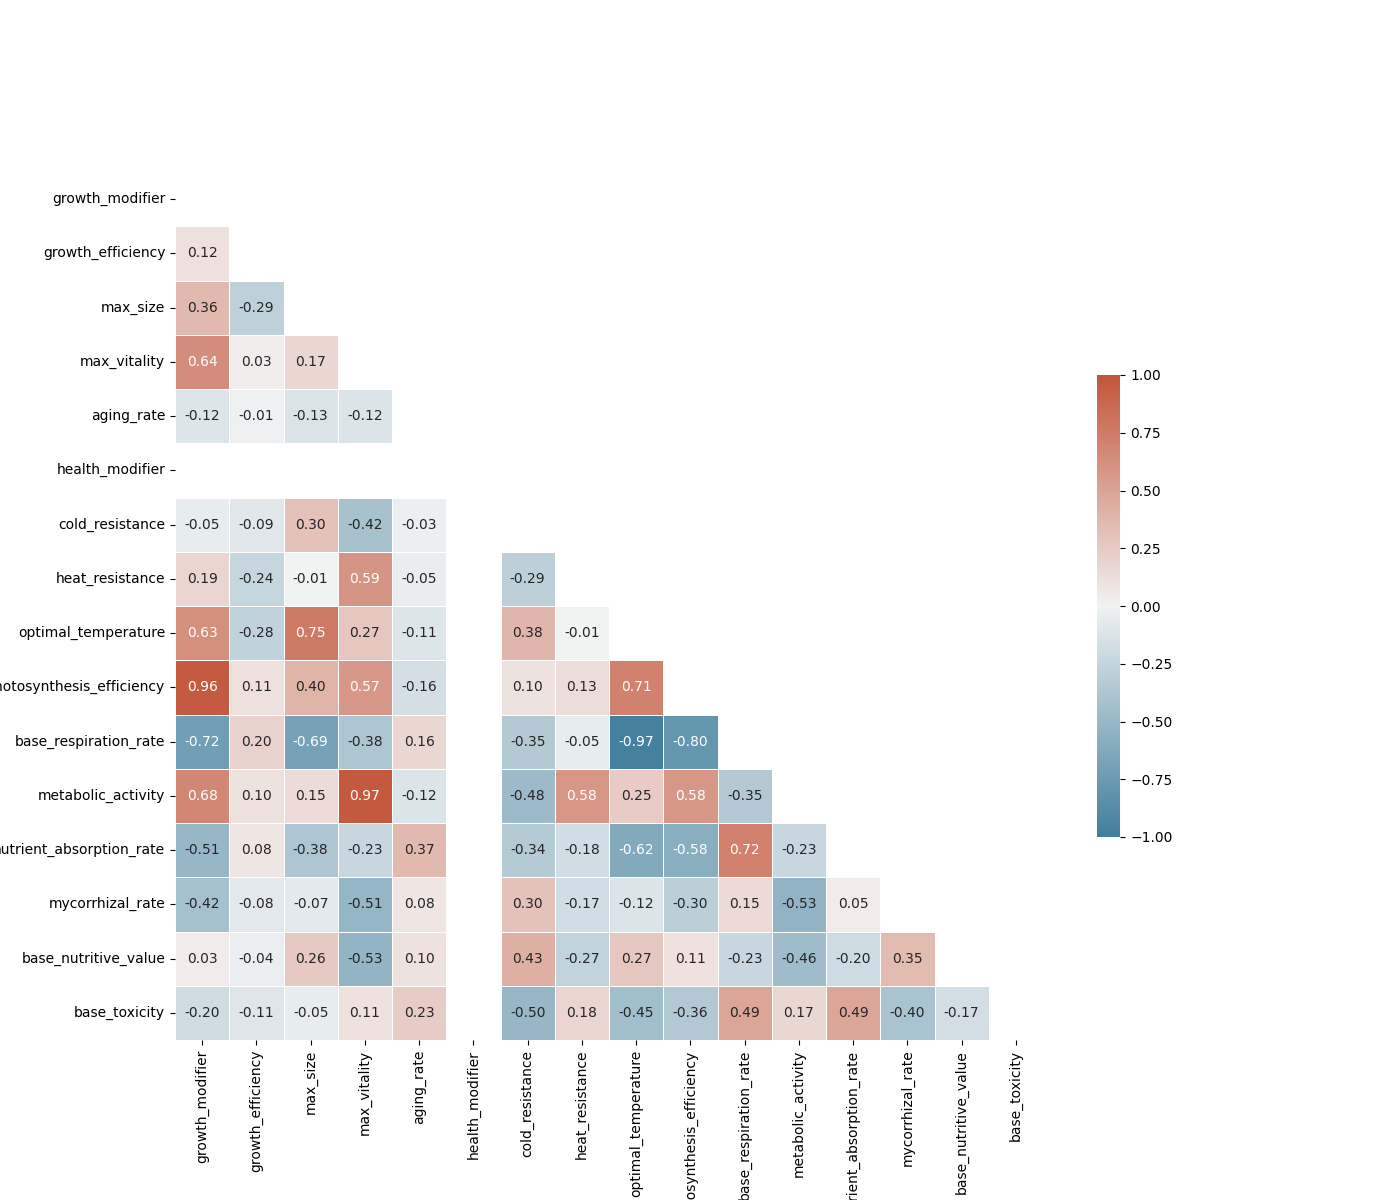 growth_modifier
growth_efficiency
0.12
max_size
0.36 -0.29
max_vitality
0.64 0.03 0.17
1.00
aging_rate
-0.12 -0.01 -0.13 -0.12
0.75
health_modifier
0.50
cold_resistance
-0.05 -0.09 0.30 -0.42 -0.03
0.25
heat_resistance
0.19 -0.24 -0.01 0.59 -0.05 -0.29
0.00
optimal_temperature
0.63 -0.28 0.75 0.27 -0.11 0.38 -0.01
−0.25
otosynthesis_efficiency
0.96 0.11 0.40 0.57 -0.16 0.10 0.13 0.71
−0.50
base_respiration_rate
-0.72 0.20 -0.69 -0.38 0.16 -0.35 -0.05 -0.97 -0.80
−0.75
metabolic_activity
0.68 0.10 0.15 0.97 -0.12 -0.48 0.58 0.25 0.58 -0.35
−1.00
utrient_absorption_rate
-0.51 0.08 -0.38 -0.23 0.37 -0.34 -0.18 -0.62 -0.58 0.72 -0.23
mycorrhizal_rate
-0.42 -0.08 -0.07 -0.51 0.08 0.30 -0.17 -0.12 -0.30 0.15 -0.53 0.05
base_nutritive_value
0.03 -0.04 0.26 -0.53 0.10 0.43 -0.27 0.27 0.11 -0.23 -0.46 -0.20 0.35
base_toxicity
-0.20 -0.11 -0.05 0.11 0.23 -0.50 0.18 -0.45 -0.36 0.49 0.17 0.49 -0.40 -0.17
growth_modifier
growth_efficiency
max_size
max_vitality
aging_rate
health_modifier
cold_resistance
heat_resistance
optimal_temperature
osynthesis_efficiency
base_respiration_rate
metabolic_activity
rient_absorption_rate
mycorrhizal_rate
base_nutritive_value
base_toxicity